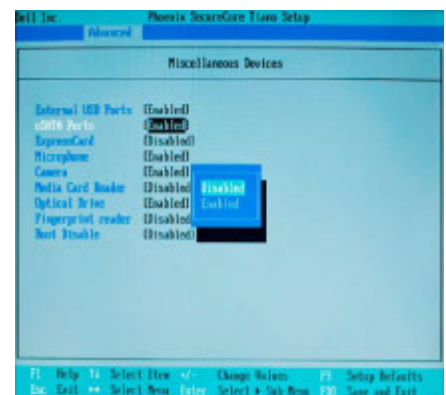 Dell Inc. Phoenix SecureCore Tiano Setup
Advanced
Miscellaneous Devices
External USB Ports [Enabled]
eSATA Ports [Enabled]
ExpressCard [Disabled]
Microphone [Enabled]
Camera [Enabled]
Media Card Reader [Disabled
Optical Drive [Enabled]
Fingerprint reader [Disabled
Boot Disable [Disabled]
Disabled
Enabled
F1 Help ↑↓ Select Item +/- Change Values F9 Setup Defaults
Esc Exit ↔ Select Menu Enter Select ▶ Sub-Menu F10 Save and Exit